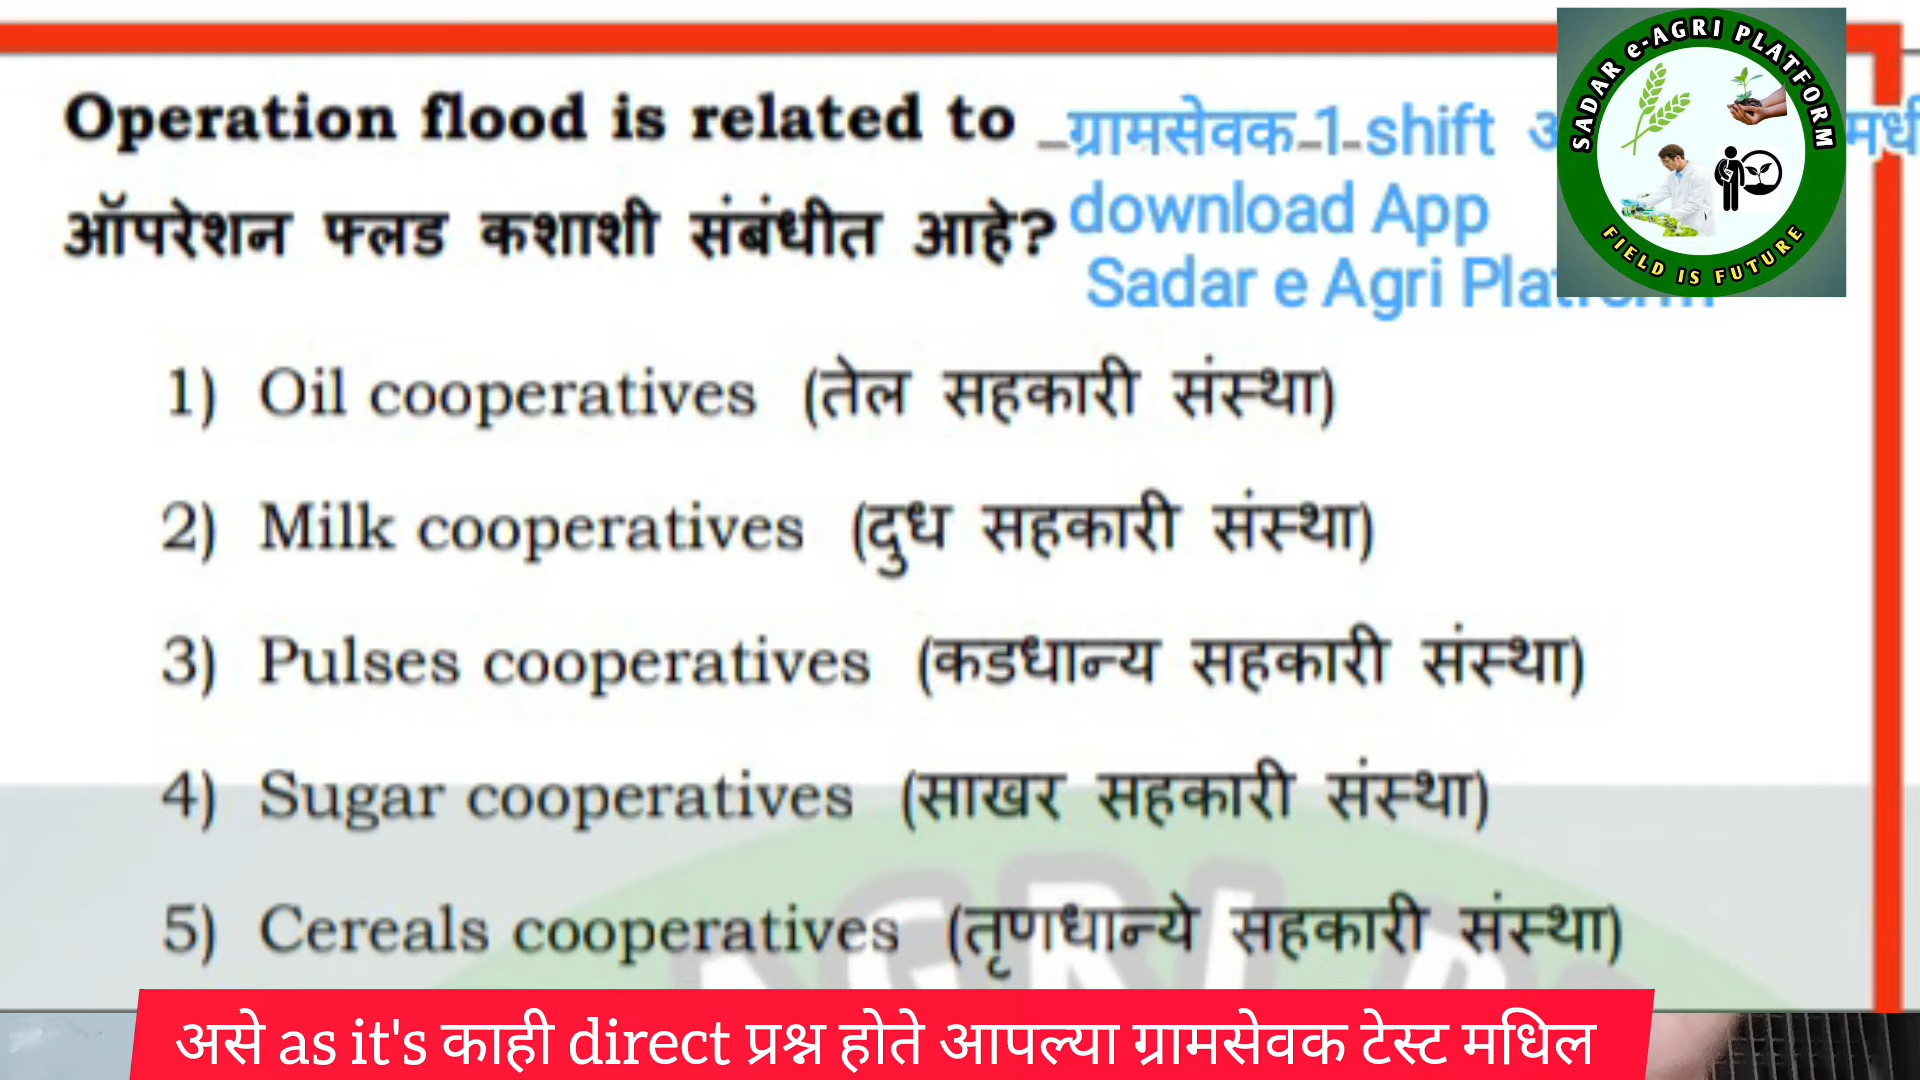 Operation flood is related to
ग्रामसेवक 1 shift
ऑपरेशन फ्लड कशाशी संबंधीत आहे?
download App
Sadar e Agri
SADAR e-AGRI PLATFORM
FIELD IS FUTURE
1) Oil cooperatives (तेल सहकारी संस्था)
2) Milk cooperatives (दुध सहकारी संस्था)
3) Pulses cooperatives (कडधान्य सहकारी संस्था)
4) Sugar cooperatives (साखर सहकारी संस्था)
5) Cereals cooperatives (तृणधान्ये सहकारी संस्था)
असे as it's काही direct प्रश्न होते आपल्या ग्रामसेवक टेस्ट मधिल